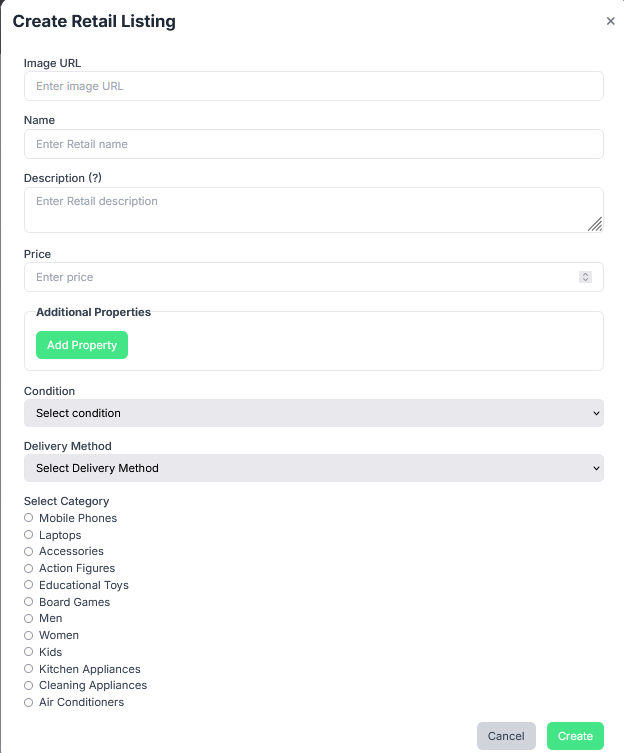 Create Retail Listing
×
Image URL
Enter image URL
Name
Enter Retail name
Description (?)
Enter Retail description
Price
Enter price
Additional Properties
Add Property
Condition
Select condition
Delivery Method
Select Delivery Method
Select Category
Mobile Phones
Laptops
Accessories
Action Figures
Educational Toys
Board Games
Men
Women
Kids
Kitchen Appliances
Cleaning Appliances
Air Conditioners
Cancel Create